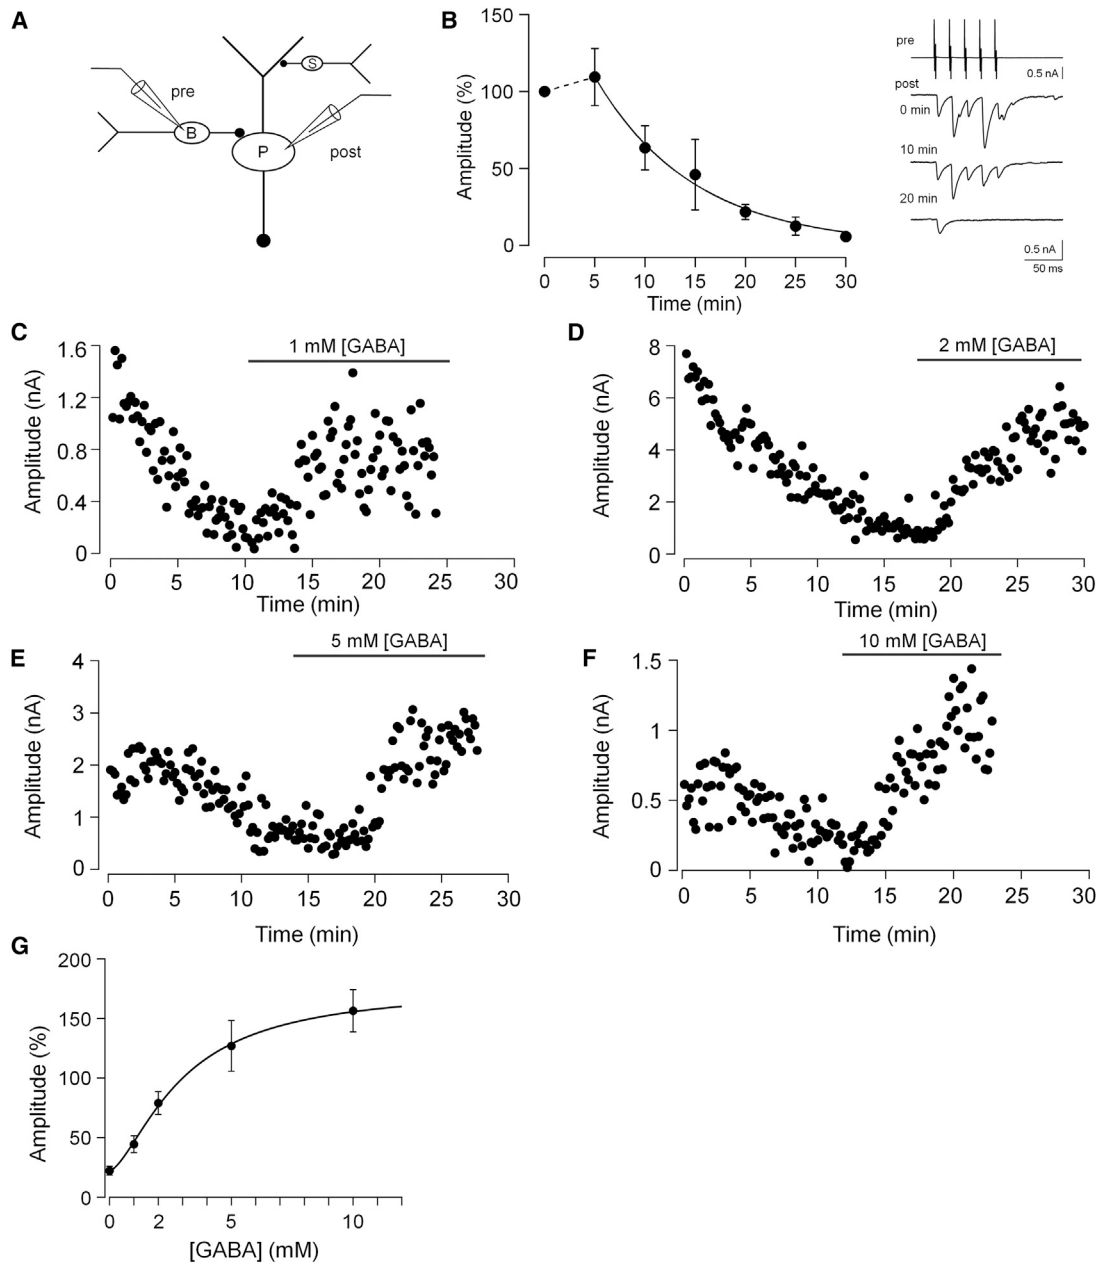 A
S
pre
B
P
post
B
150
100
50
0
Amplitude (%)
0 5 10 15 20 25 30
Time (min)
pre
0.5 nA
post
0 min
10 min
20 min
0.5 nA
50 ms
C
1 mM [GABA]
1.6
1.2
0.8
0.4
0
Amplitude (nA)
0 5 10 15 20 25 30
Time (min)
D
2 mM [GABA]
8
6
4
2
0
Amplitude (nA)
0 5 10 15 20 25 30
Time (min)
E
5 mM [GABA]
4
3
2
1
0
Amplitude (nA)
0 5 10 15 20 25 30
Time (min)
F
10 mM [GABA]
1.5
1
0.5
0
Amplitude (nA)
0 5 10 15 20 25 30
Time (min)
G
200
150
100
50
0
Amplitude (%)
0 2 5 10
[GABA] (mM)